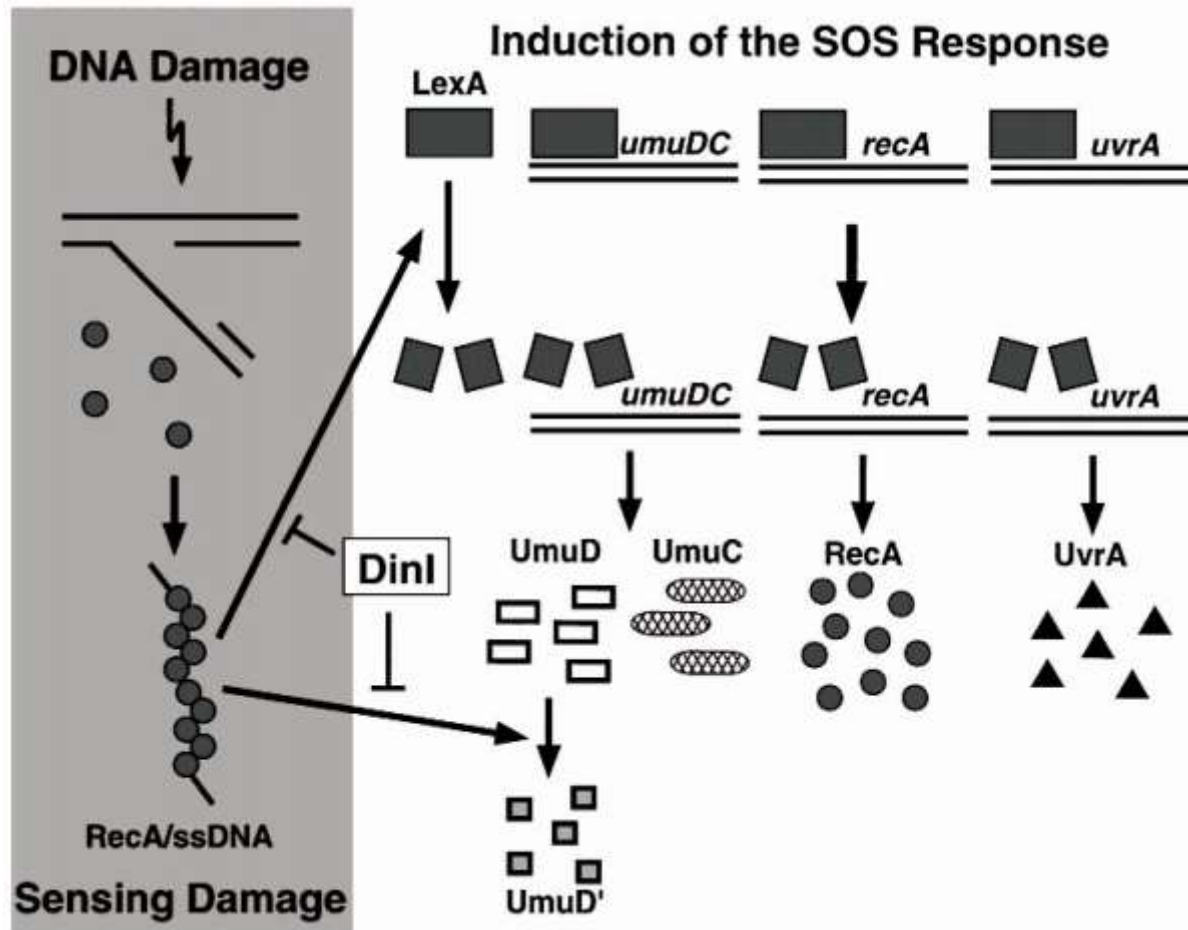 DNA Damage
RecA/ssDNA
Sensing Damage
Induction of the SOS Response
LexA
umuDC
recA
uvrA
umuDC
recA
uvrA
DinI
UmuD
UmuC
RecA
UvrA
UmuD'